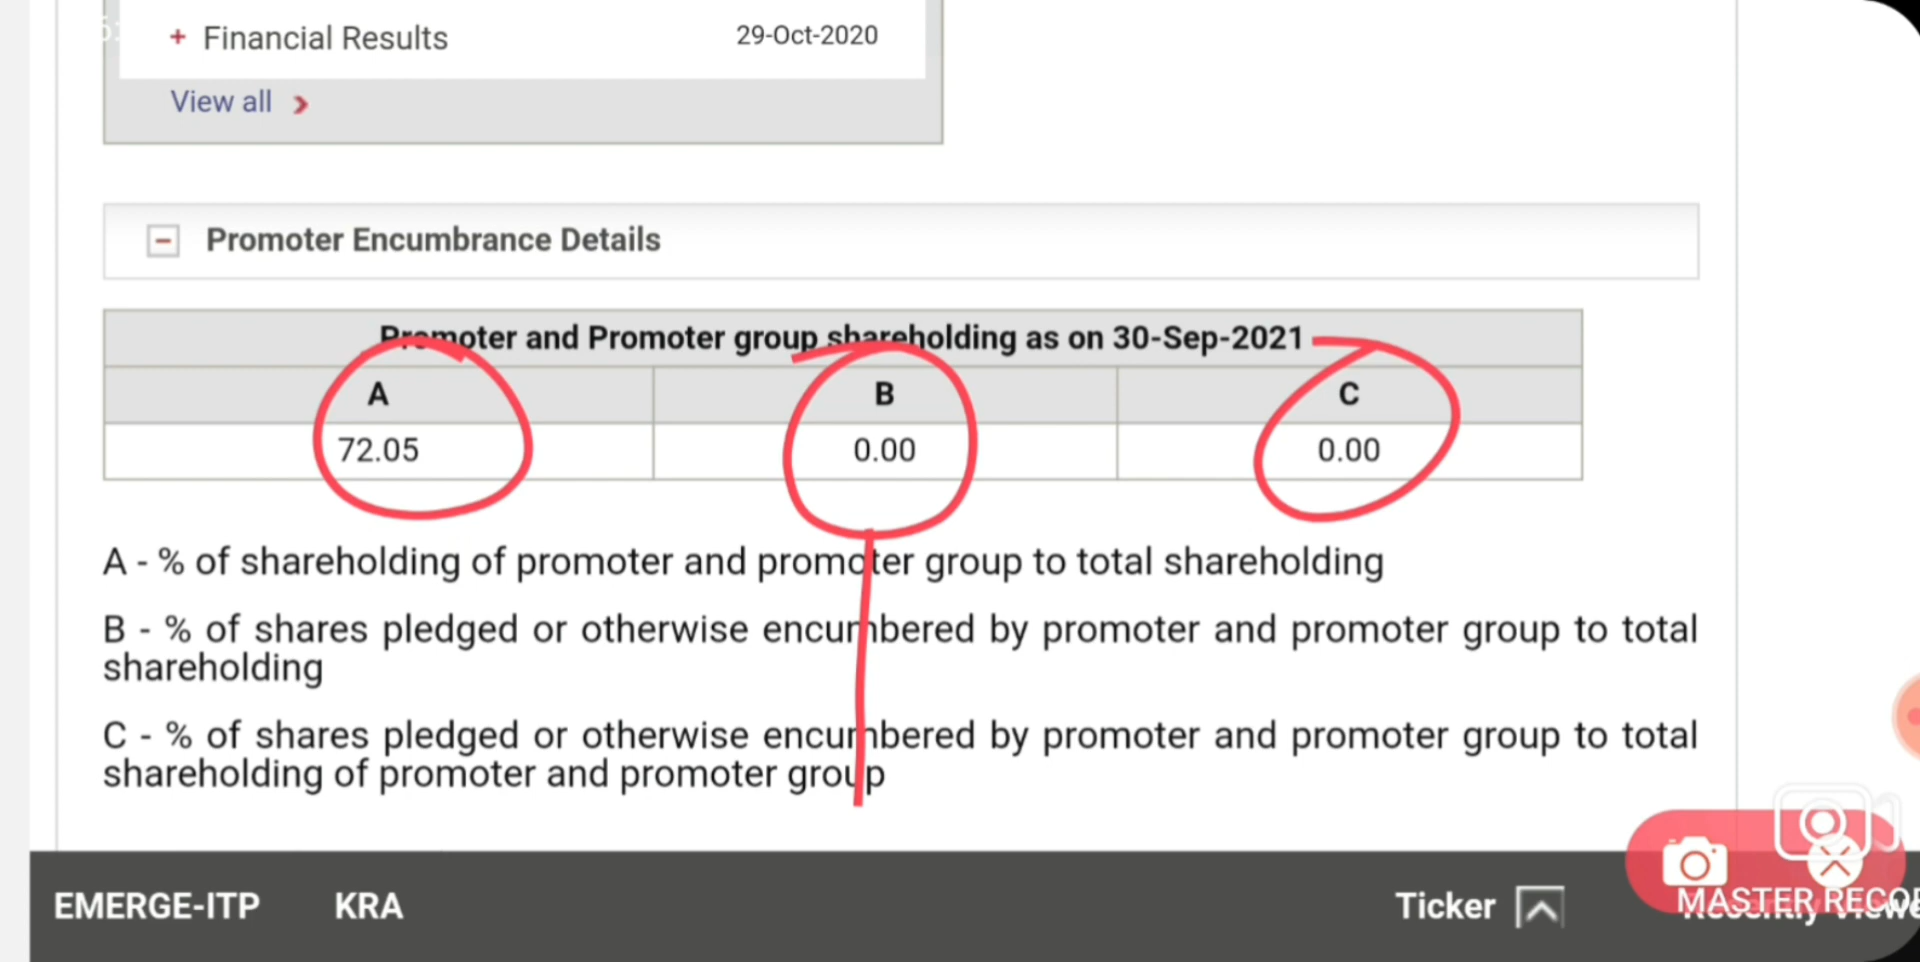 + Financial Results 29-Oct-2020
View all
Promoter Encumbrance Details
Promoter and Promoter group shareholding as on 30-Sep-2021
A B C
72.05 0.00 0.00
A - % of shareholding of promoter and promoter group to total shareholding
B - % of shares pledged or otherwise encumbered by promoter and promoter group to total
shareholding
C - % of shares pledged or otherwise encumbered by promoter and promoter group to total
shareholding of promoter and promoter group
EMERGE-ITP KRA Ticker
MASTER RECOR
Recently Viewe